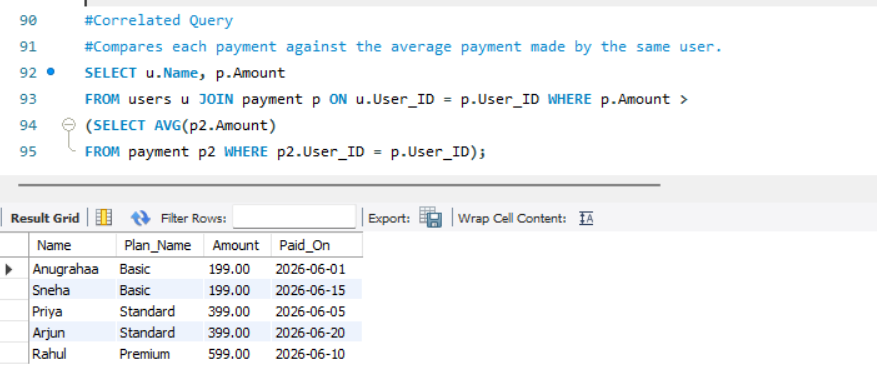 90 #Correlated Query
91 #Compares each payment against the average payment made by the same user.
92 SELECT u.Name, p.Amount
93 FROM users u JOIN payment p ON u.User_ID = p.User_ID WHERE p.Amount >
94 (SELECT AVG(p2.Amount)
95 FROM payment p2 WHERE p2.User_ID = p.User_ID);
Result Grid Filter Rows: Export: Wrap Cell Content: IA
Name Plan_Name Amount Paid_On
Anugrahaa Basic 199.00 2026-06-01
Sneha Basic 199.00 2026-06-15
Priya Standard 399.00 2026-06-05
Arjun Standard 399.00 2026-06-20
Rahul Premium 599.00 2026-06-10